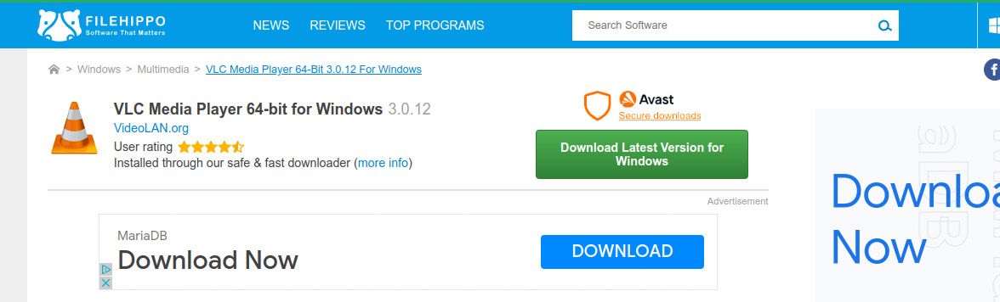 FILEHIPPO
Software That Matters
NEWS REVIEWS TOP PROGRAMS
Search Software
> Windows > Multimedia > VLC Media Player 64-Bit 3.0.12 For Windows
VLC Media Player 64-bit for Windows 3.0.12
VideoLAN.org
User rating
Installed through our safe & fast downloader (more info)
Avast
Secure downloads
Download Latest Version for
Windows
Advertisement
MariaDB
Download Now
DOWNLOAD
Now